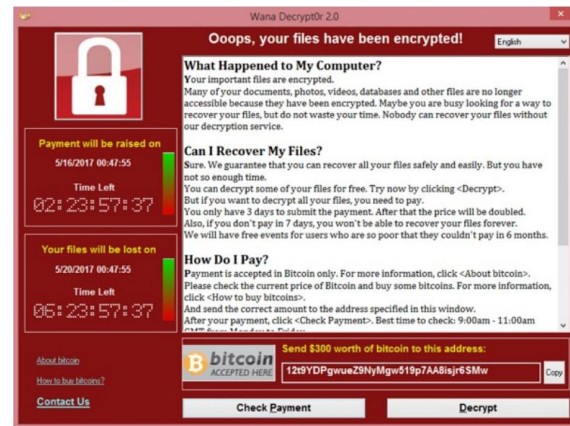 Wana Decrypt0r 2.0
Ooops, your files have been encrypted!
English
What Happened to My Computer?
Your important files are encrypted.
Many of your documents, photos, videos, databases and other files are no longer
accessible because they have been encrypted. Maybe you are busy looking for a way to
recover your files, but do not waste your time. Nobody can recover your files without
our decryption service.
Can I Recover My Files?
Sure. We guarantee that you can recover all your files safely and easily. But you have
not so enough time.
You can decrypt some of your files for free. Try now by clicking <Decrypt>.
But if you want to decrypt all your files, you need to pay.
You only have 3 days to submit the payment. After that the price will be doubled.
Also, if you don't pay in 7 days, you won't be able to recover your files forever.
We will have free events for users who are so poor that they couldn't pay in 6 months.
How Do I Pay?
Payment is accepted in Bitcoin only. For more information, click <About bitcoin>.
Please check the current price of Bitcoin and buy some bitcoins. For more information,
click <How to buy bitcoins>.
And send the correct amount to the address specified in this window.
After your payment, click <Check Payment>. Best time to check: 9:00am - 11:00am
GMT from Monday to Friday
Payment will be raised on
5/16/2017 00:47:55
Time Left
02:23:57:37
Your files will be lost on
5/20/2017 00:47:55
Time Left
06:23:57:37
About bitcoin
How to buy bitcoins?
Contact Us
bitcoin
ACCEPTED HERE
Send $300 worth of bitcoin to this address:
12t9YDPgwueZ9NyMgw519p7AA8isjr6SMw
Copy
Check Payment
Decrypt